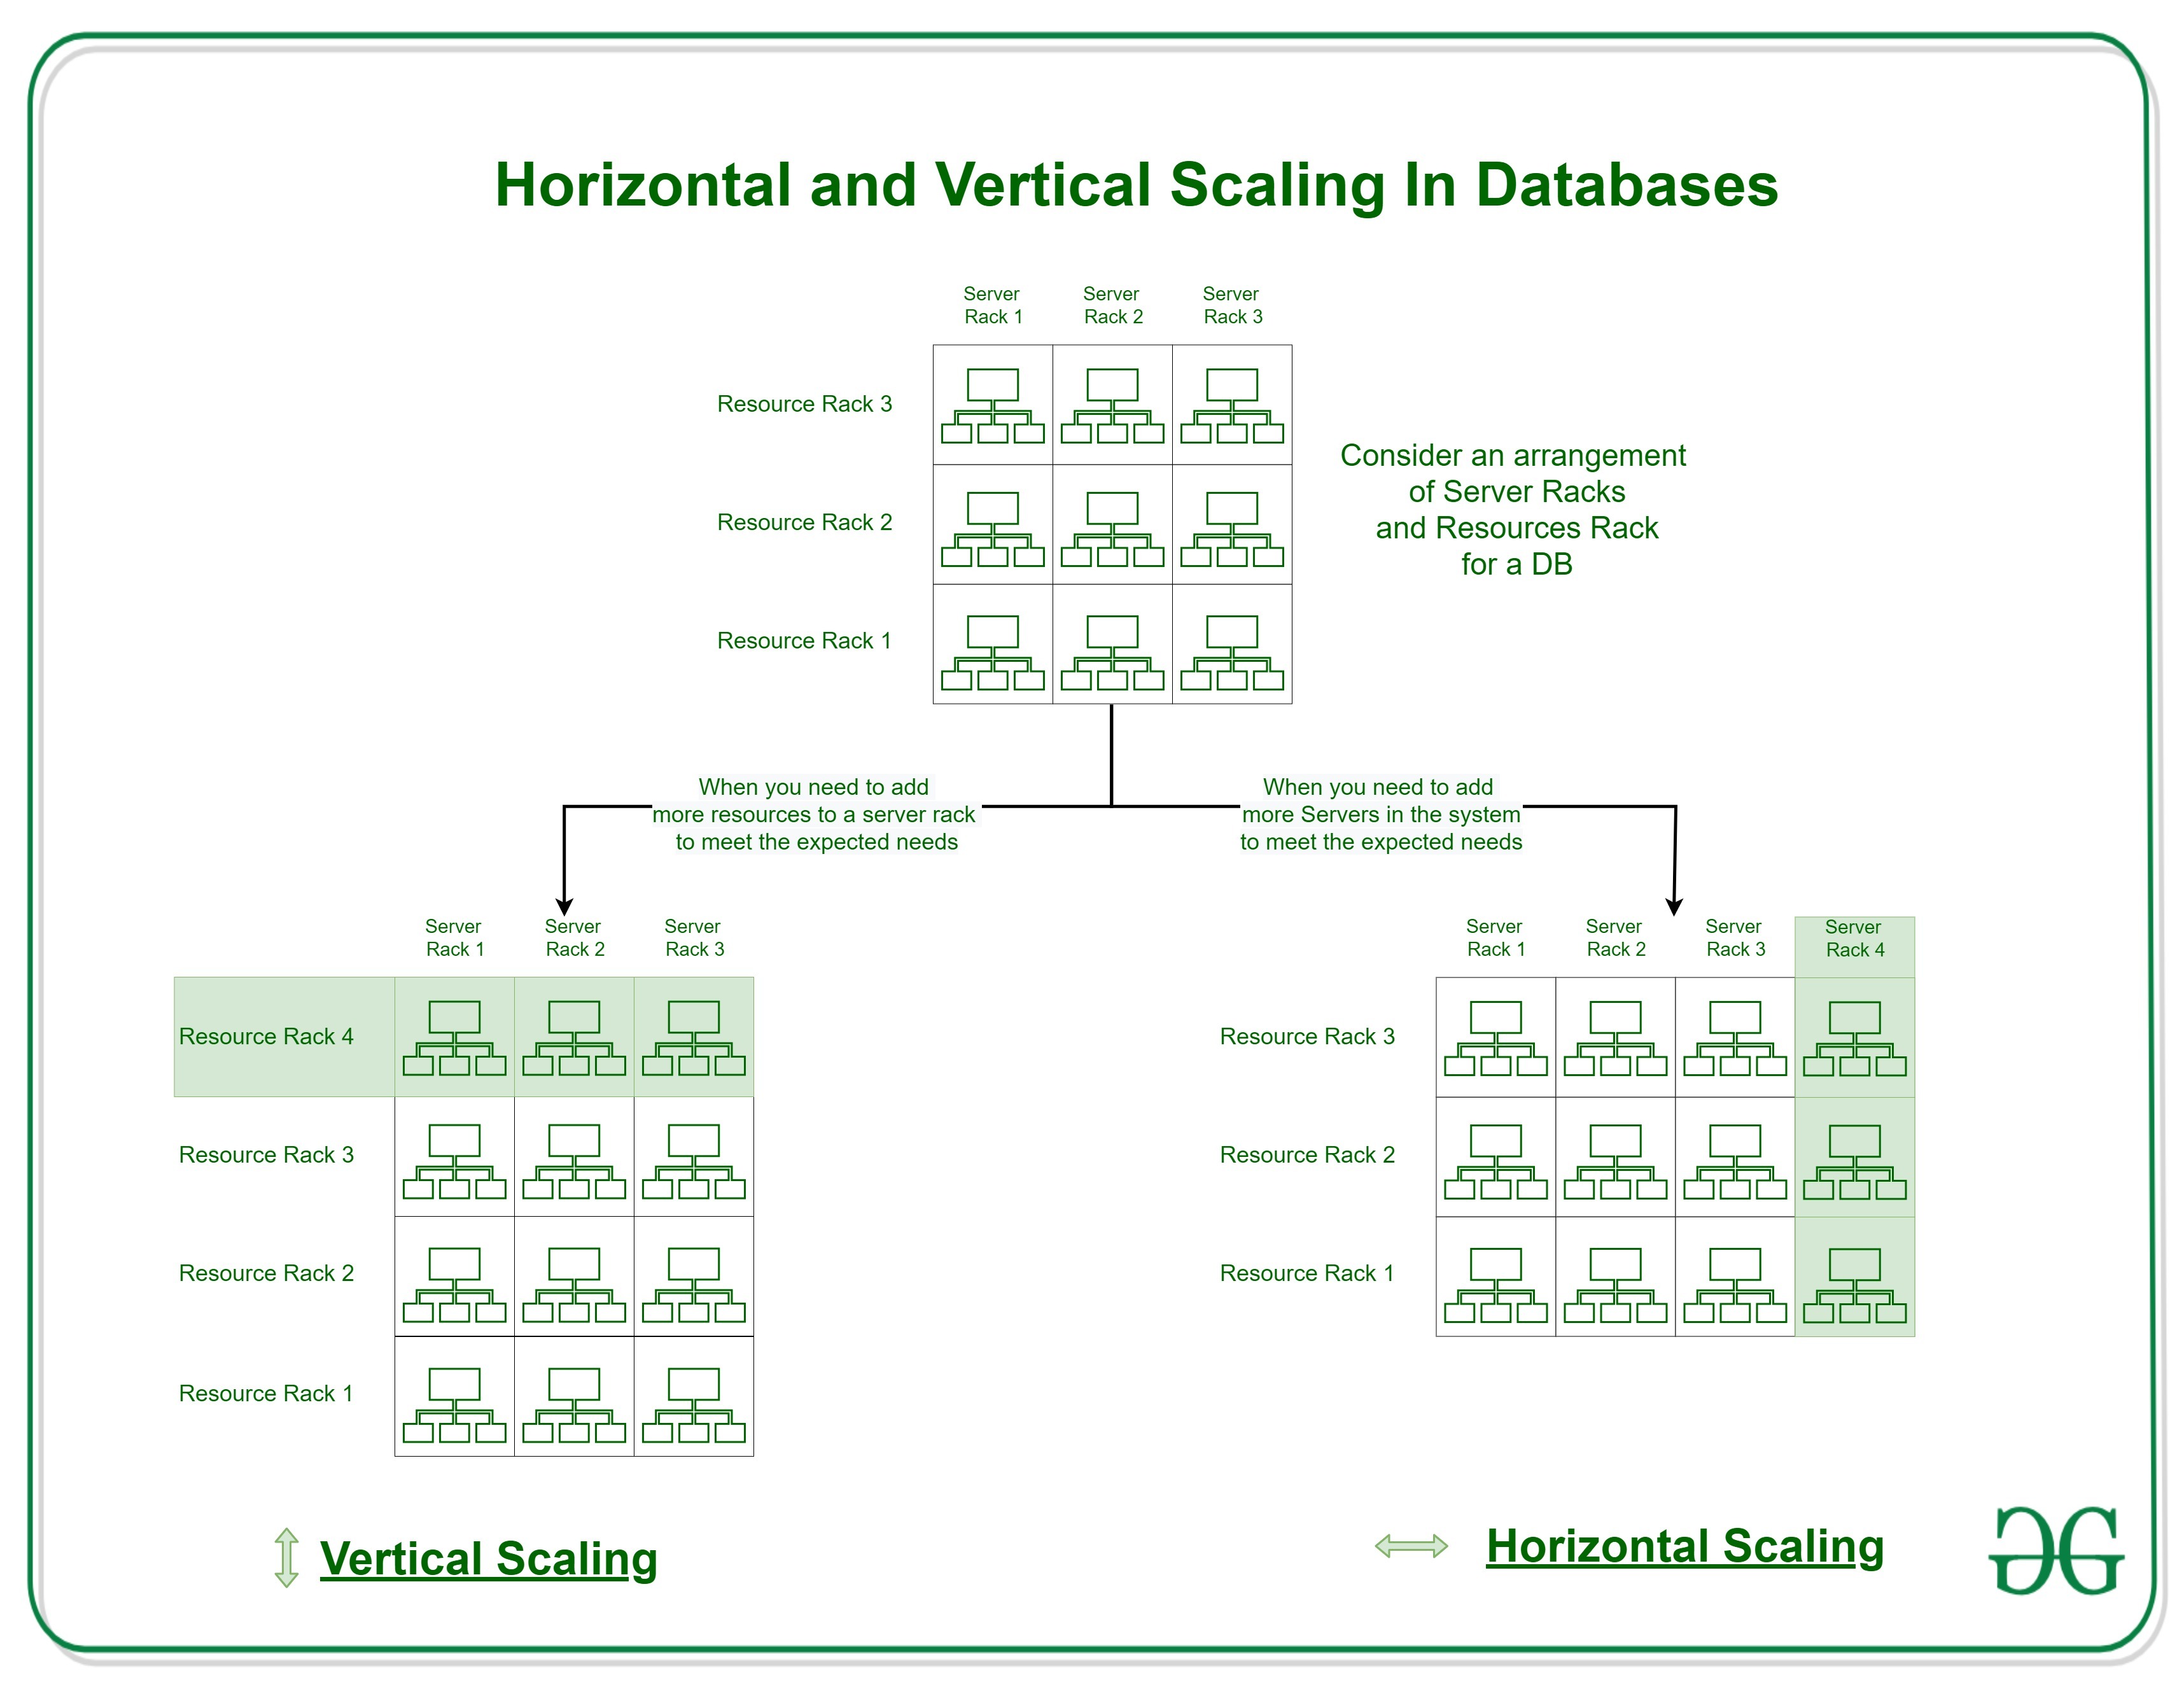 Horizontal and Vertical Scaling In Databases
Server Rack 1
Server Rack 2
Server Rack 3
Resource Rack 3
Resource Rack 2
Resource Rack 1
Consider an arrangement
of Server Racks
and Resources Rack
for a DB
When you need to add
more resources to a server rack
to meet the expected needs
When you need to add
more Servers in the system
to meet the expected needs
Server Rack 1
Server Rack 2
Server Rack 3
Resource Rack 4
Resource Rack 3
Resource Rack 2
Resource Rack 1
Vertical Scaling
Server Rack 1
Server Rack 2
Server Rack 3
Server Rack 4
Resource Rack 3
Resource Rack 2
Resource Rack 1
Horizontal Scaling